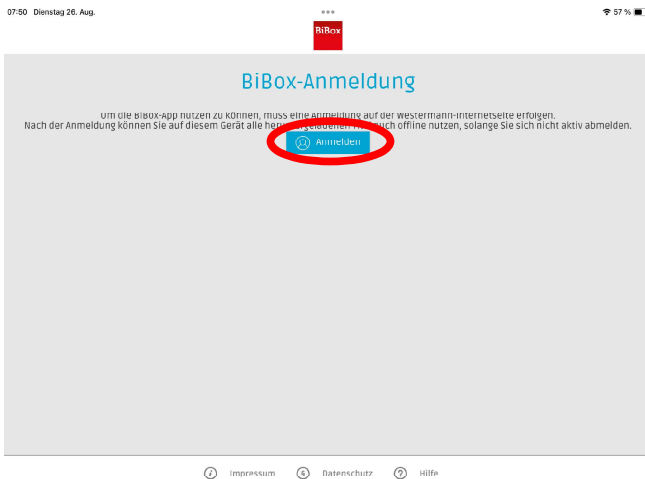 07:50 Dienstag 26. Aug.
57 %
BiBox
BiBox-Anmeldung
Um die BiBox-App nutzen zu können, muss eine Anmeldung auf der Westermann-Internetseite erfolgen.
Nach der Anmeldung können Sie auf diesem Gerät alle heruntergeladenen auch offline nutzen, solange Sie sich nicht aktiv abmelden.
Anmelden
Impressum Datenschutz Hilfe